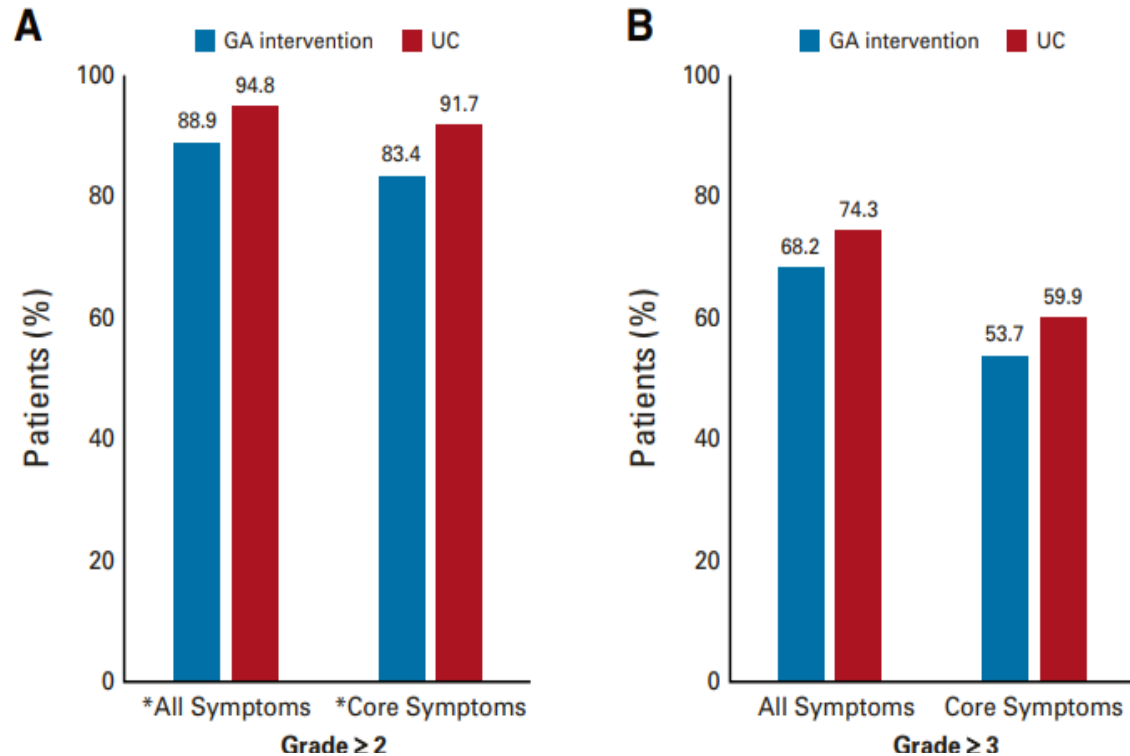 A
GA intervention UC
100
80
60
40
20
0
Patients (%)
88.9
94.8
83.4
91.7
*All Symptoms *Core Symptoms
Grade ≥ 2
B
GA intervention UC
100
80
60
40
20
0
Patients (%)
68.2
74.3
53.7
59.9
All Symptoms Core Symptoms
Grade ≥ 3